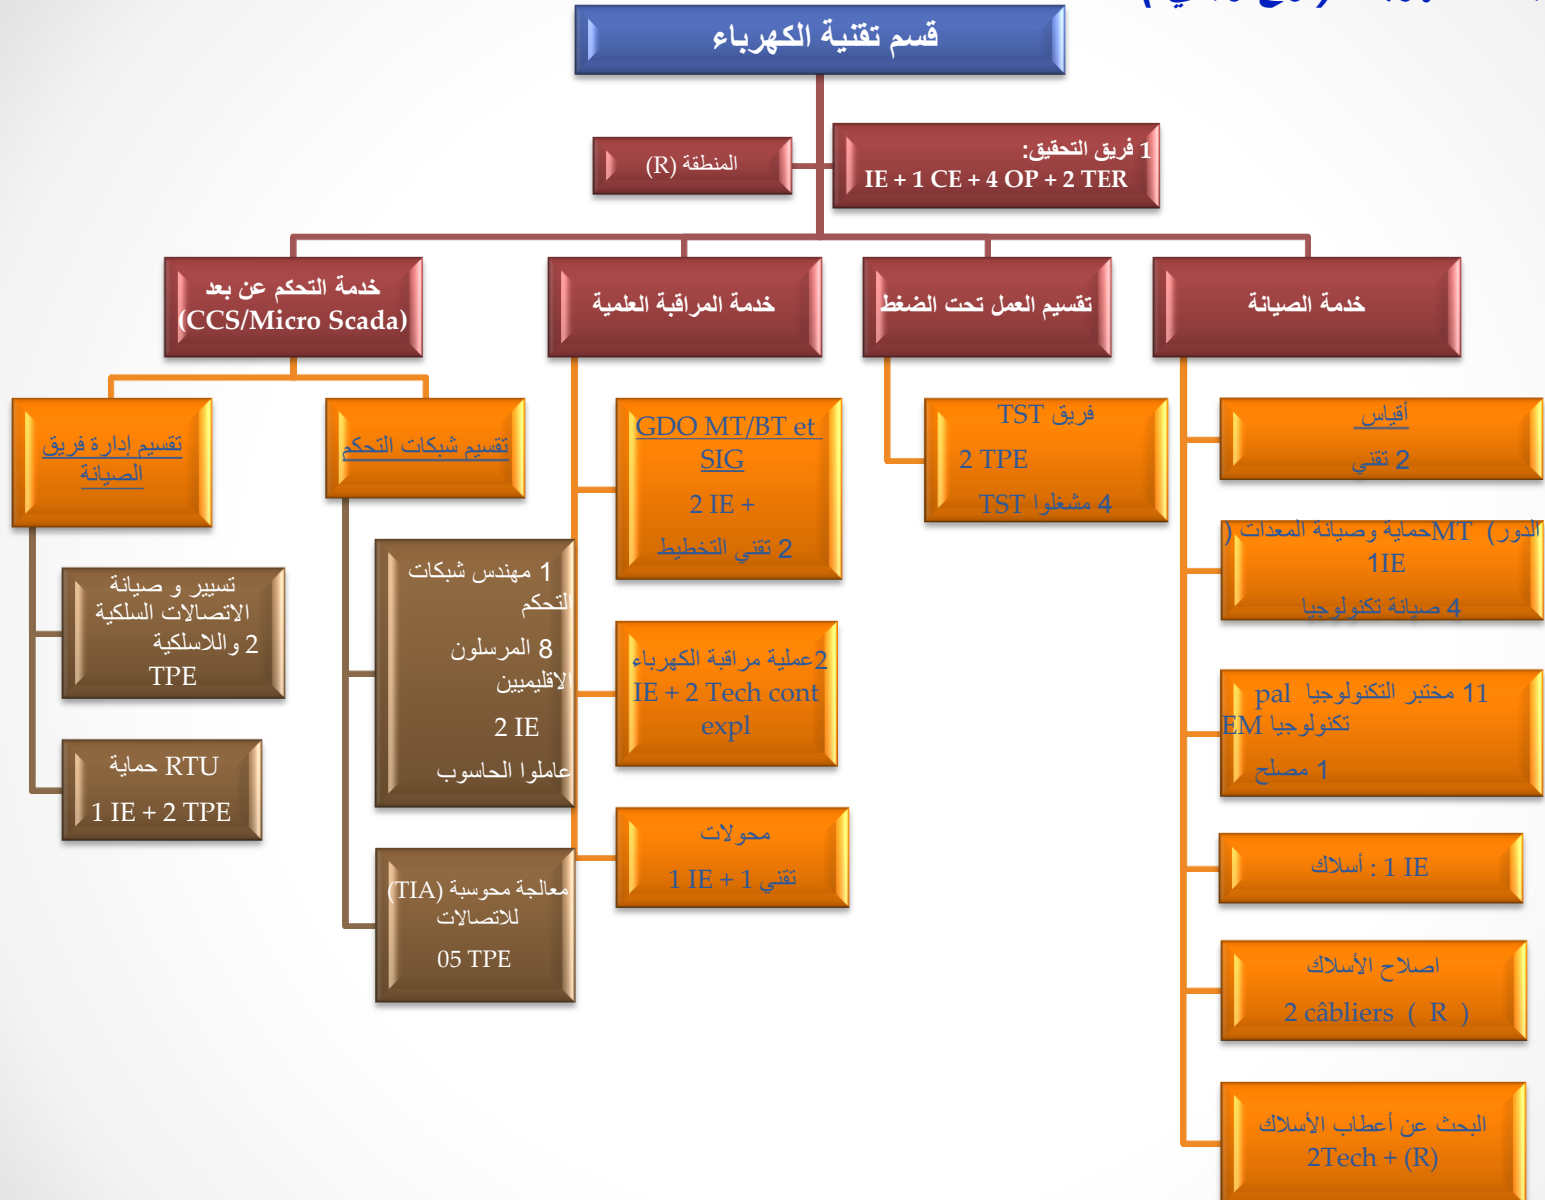 قسم تقنية الكهرباء
1 فريق التحقيق:
IE + 1 CE + 4 OP + 2 TER
المنطقة (R)
خدمة الصيانة
تقسيم العمل تحت الضغط
خدمة المراقبة العلمية
خدمة التحكم عن بعد
(CCS/Micro Scada)
أقياس
2 تقني
الدور) MTحماية وصيانة المعدات (
1IE
4 صيانة تكنولوجيا
11 مختبر التكنولوجيا pal
تكنولوجيا EM
1 مصلح
1 IE : أسلاك
اصلاح الأسلاك
2 câbliers ( R )
البحث عن أعطاب الأسلاك
2Tech + (R)
فريق TST
2 TPE
4 مشغلوا TST
GDO MT/BT et
SIG
2 IE +
2 تقني التخطيط
2عملية مراقبة الكهرباء
IE + 2 Tech cont
expl
محولات
1 IE + 1 تقني
تقسيم شبكات التحكم
1 مهندس شبكات
التحكم
8 المرسلون
الاقليميين
2 IE
عاملوا الحاسوب
معالجة محوسبة (TIA)
للاتصالات
05 TPE
تقسيم إدارة فريق
الصيانة
تسيير و صيانة
الاتصالات السلكية
واللاسلكية 2
TPE
RTU حماية
1 IE + 2 TPE